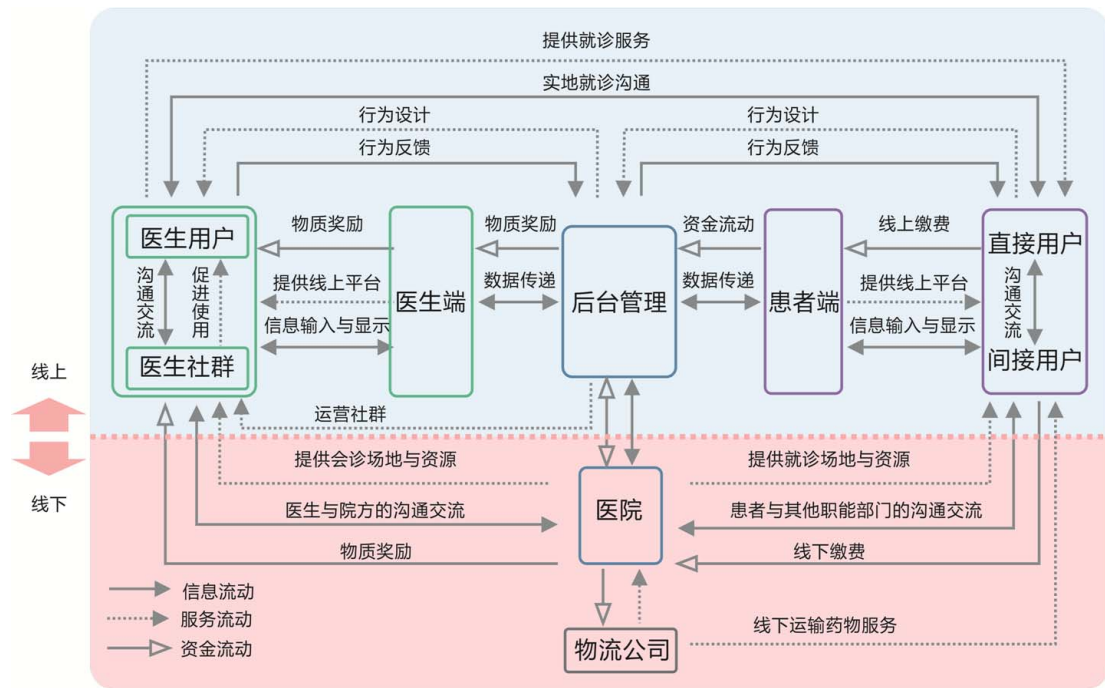 提供就诊服务
实地就诊沟通
行为设计
行为设计
行为反馈
行为反馈
医生用户
沟通交流
促进使用
医生社群
物质奖励
提供线上平台
信息输入与显示
医生端
物质奖励
数据传递
后台管理
资金流动
数据传递
患者端
线上缴费
提供线上平台
信息输入与显示
直接用户
沟通交流
间接用户
线上
线下
运营社群
提供会诊场地与资源
提供就诊场地与资源
医生与院方的沟通交流
医院
患者与其他职能部门的沟通交流
物质奖励
线下缴费
信息流动
服务流动
资金流动
物流公司
线下运输药物服务